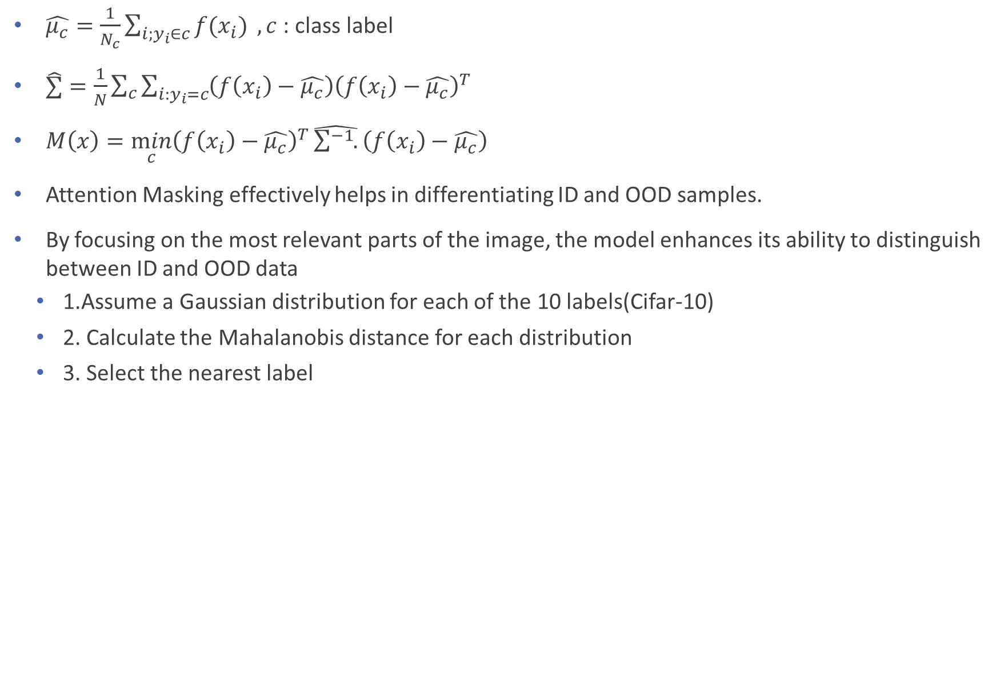 • $\widehat{\mu_c} = \frac{1}{N_c} \sum_{i;y_i \in c} f(x_i)$ , $c$ : class label
• $\widehat{\Sigma} = \frac{1}{N} \sum_c \sum_{i:y_i=c} (f(x_i) - \widehat{\mu_c})(f(x_i) - \widehat{\mu_c})^T$
• $M(x) = \underset{c}{min}(f(x_i) - \widehat{\mu_c})^T \widehat{\Sigma^{-1}.} (f(x_i) - \widehat{\mu_c})$
• Attention Masking effectively helps in differentiating ID and OOD samples.
• By focusing on the most relevant parts of the image, the model enhances its ability to distinguish
between ID and OOD data
• 1.Assume a Gaussian distribution for each of the 10 labels(Cifar-10)
• 2. Calculate the Mahalanobis distance for each distribution
• 3. Select the nearest label